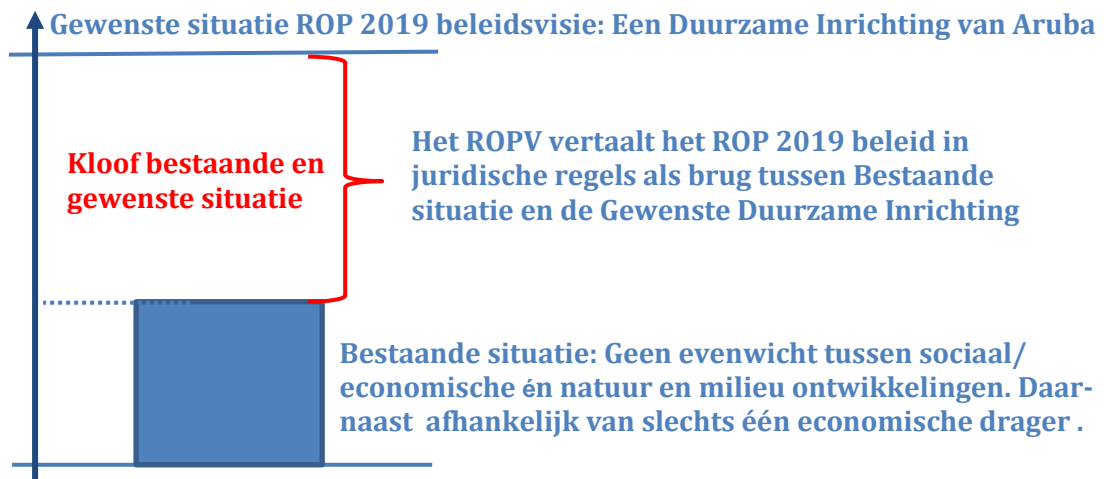 Gewenste situatie ROP 2019 beleidsvisie: Een Duurzame Inrichting van Aruba
Kloof bestaande en
gewenste situatie
Het ROPV vertaalt het ROP 2019 beleid in
juridische regels als brug tussen Bestaande
situatie en de Gewenste Duurzame Inrichting
Bestaande situatie: Geen evenwicht tussen sociaal/
economische én natuur en milieu ontwikkelingen. Daar-
naast afhankelijk van slechts één economische drager .